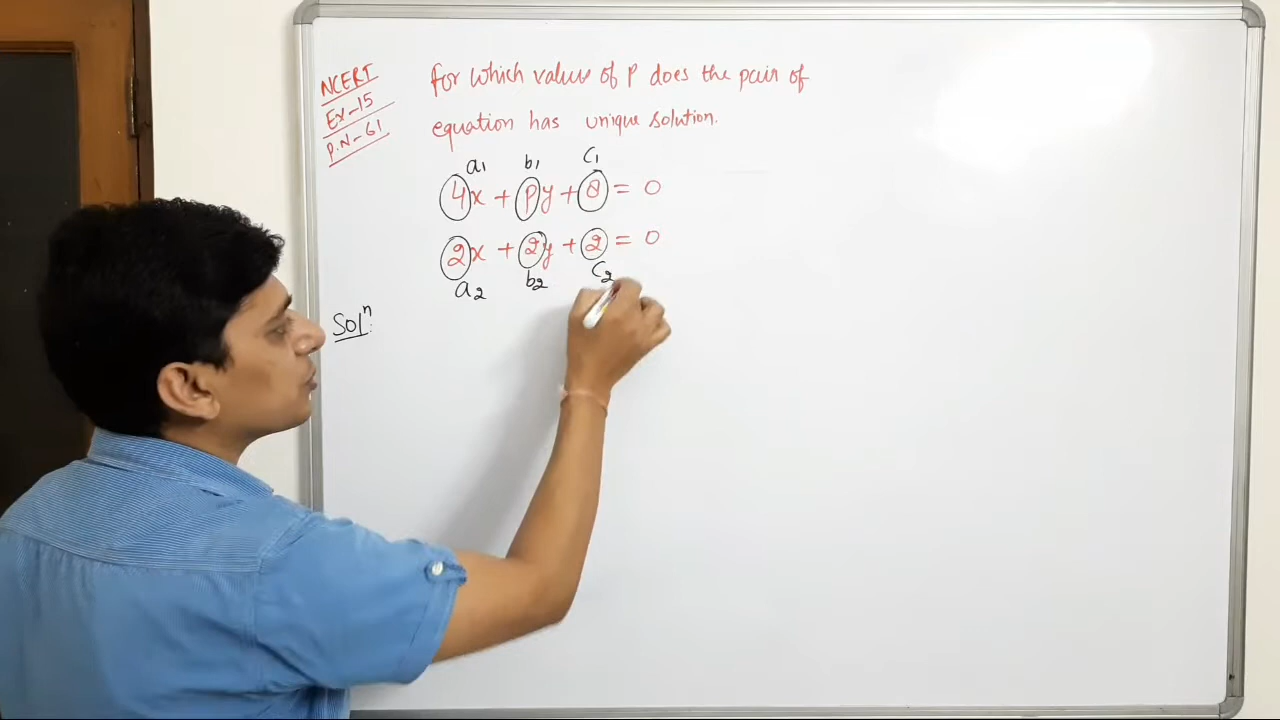 NCERT
Ex-15
P.N-61
for which values of P does the pair of
equation has unique solution.
a1 b1 c1
4x + py + 8 = 0
2x + 2y + 2 = 0
a2 b2 c2
Solⁿ: